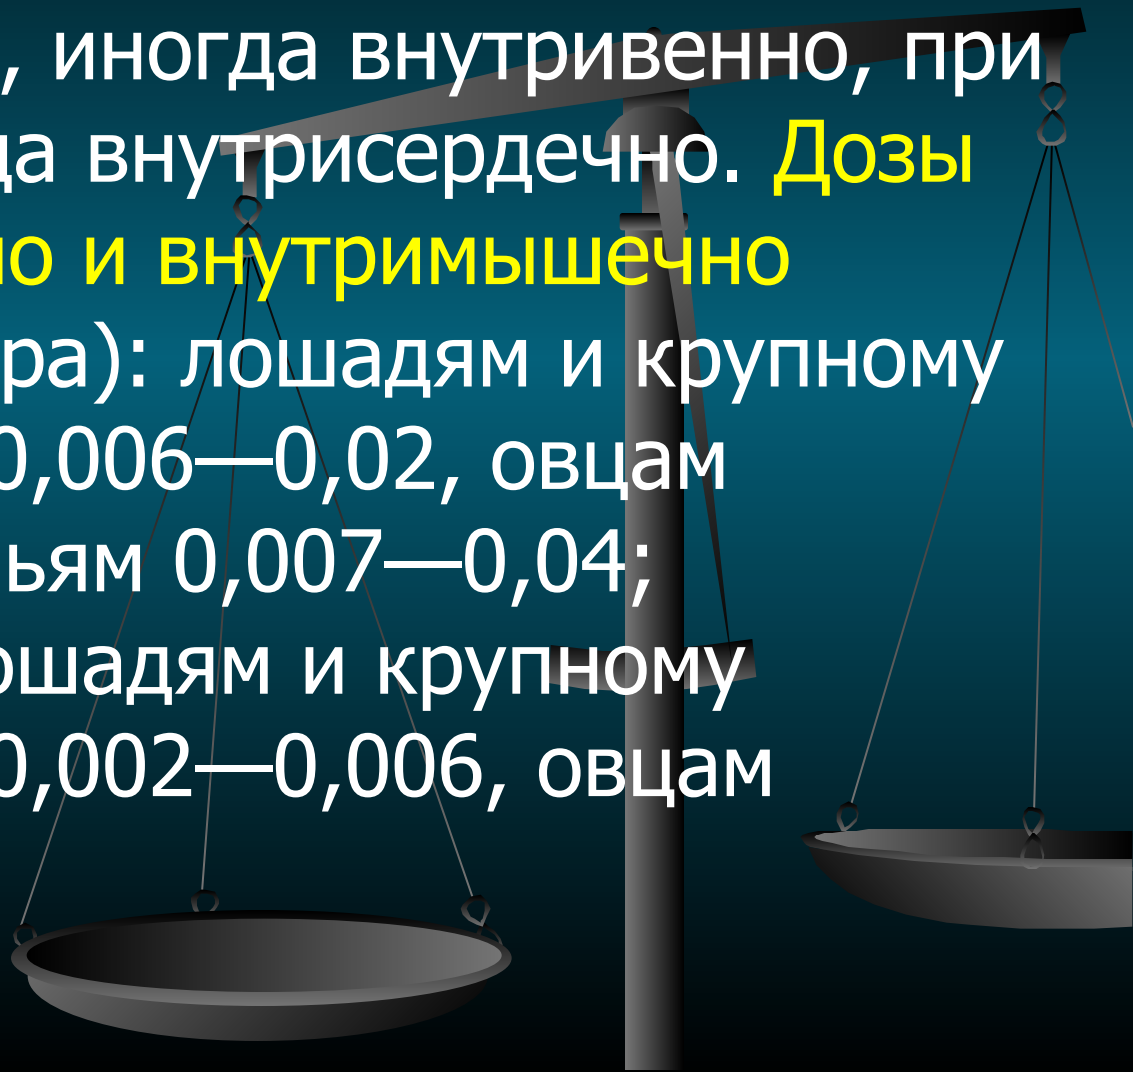 , иногда внутривенно, при
да внутрисердечно. Дозы
но и внутримышечно
ра): лошадям и крупному
0,006—0,02, овцам
ьям 0,007—0,04;
ошадям и крупному
0,002—0,006, овцам